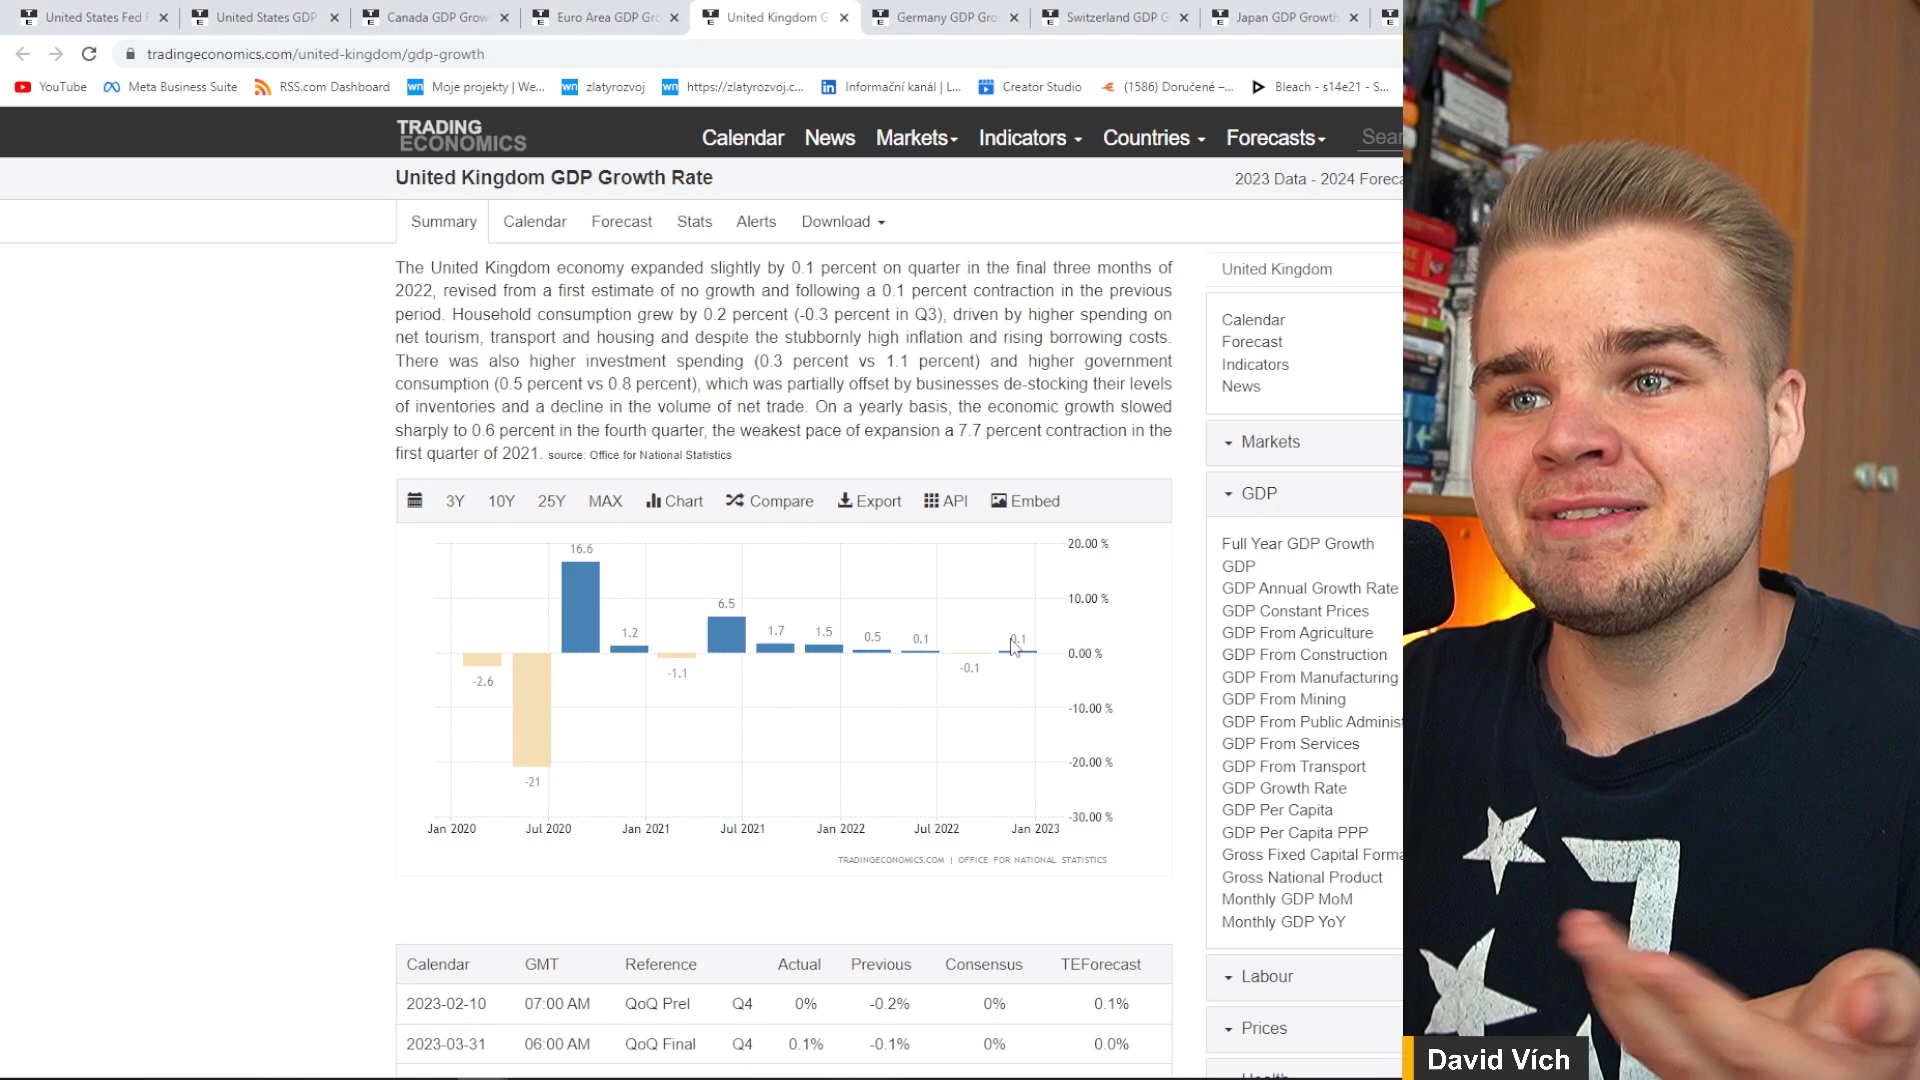 United States Fed F
United States GDP
Canada GDP Grow
Euro Area GDP Gr
United Kingdom G
Germany GDP Gro
Switzerland GDP G
Japan GDP Growth
tradingeconomics.com/united-kingdom/gdp-growth
YouTube
Meta Business Suite
RSS.com Dashboard
Moje projekty | We...
zlatyrozvoj
https://zlatyrozvoj.c...
Informační kanál | L...
Creator Studio
(1586) Doručené –...
Bleach - s14e21 - S...
TRADING
ECONOMICS
Calendar
News
Markets
Indicators
Countries
Forecasts
Sear
United Kingdom GDP Growth Rate
2023 Data - 2024 Foreca
Summary
Calendar
Forecast
Stats
Alerts
Download
The United Kingdom economy expanded slightly by 0.1 percent on quarter in the final three months of
2022, revised from a first estimate of no growth and following a 0.1 percent contraction in the previous
period. Household consumption grew by 0.2 percent (-0.3 percent in Q3), driven by higher spending on
net tourism, transport and housing and despite the stubbornly high inflation and rising borrowing costs.
There was also higher investment spending (0.3 percent vs 1.1 percent) and higher government
consumption (0.5 percent vs 0.8 percent), which was partially offset by businesses de-stocking their levels
of inventories and a decline in the volume of net trade. On a yearly basis, the economic growth slowed
sharply to 0.6 percent in the fourth quarter, the weakest pace of expansion a 7.7 percent contraction in the
first quarter of 2021. source: Office for National Statistics
3Y
10Y
25Y
MAX
Chart
Compare
Export
API
Embed
20.00 %
10.00 %
0.00 %
-10.00 %
-20.00 %
-30.00 %
-2.6
-21
16.6
1.2
-1.1
6.5
1.7
1.5
0.5
0.1
-0.1
0.1
Jan 2020
Jul 2020
Jan 2021
Jul 2021
Jan 2022
Jul 2022
Jan 2023
TRADINGECONOMICS.COM | OFFICE FOR NATIONAL STATISTICS
Calendar GMT Reference Actual Previous Consensus TEForecast
2023-02-10 07:00 AM QoQ Prel Q4 0% -0.2% 0% 0.1%
2023-03-31 06:00 AM QoQ Final Q4 0.1% -0.1% 0% 0.0%
United Kingdom
Calendar
Forecast
Indicators
News
Markets
GDP
Full Year GDP Growth
GDP
GDP Annual Growth Rate
GDP Constant Prices
GDP From Agriculture
GDP From Construction
GDP From Manufacturing
GDP From Mining
GDP From Public Adminis
GDP From Services
GDP From Transport
GDP Growth Rate
GDP Per Capita
GDP Per Capita PPP
Gross Fixed Capital Forma
Gross National Product
Monthly GDP MoM
Monthly GDP YoY
Labour
Prices
David Vích